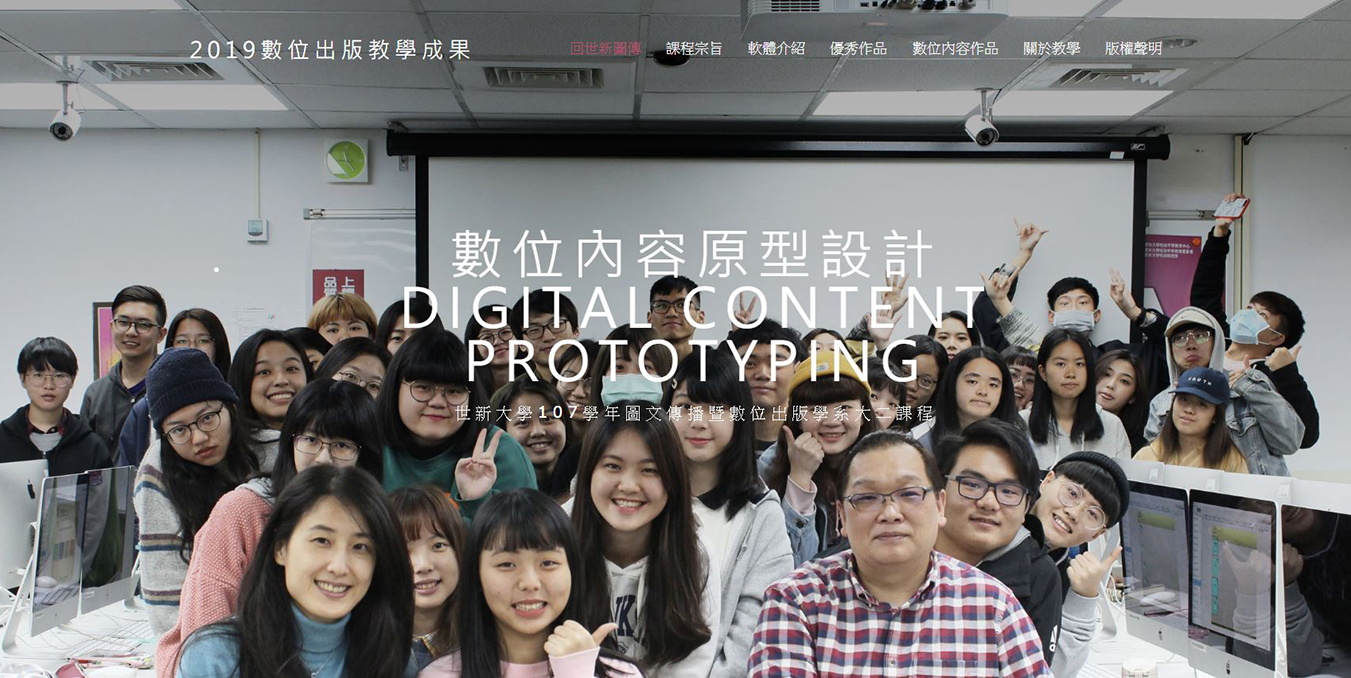 2019數位出版教學成果
回世新圖傳 課程宗旨 軟體介紹 優秀作品 數位內容作品 關於教學 版權聲明
數位內容原型設計
DIGITAL CONTENT
PROTOTYPING
世新大學107學年圖文傳播暨數位出版學系大二課程
YOUTH